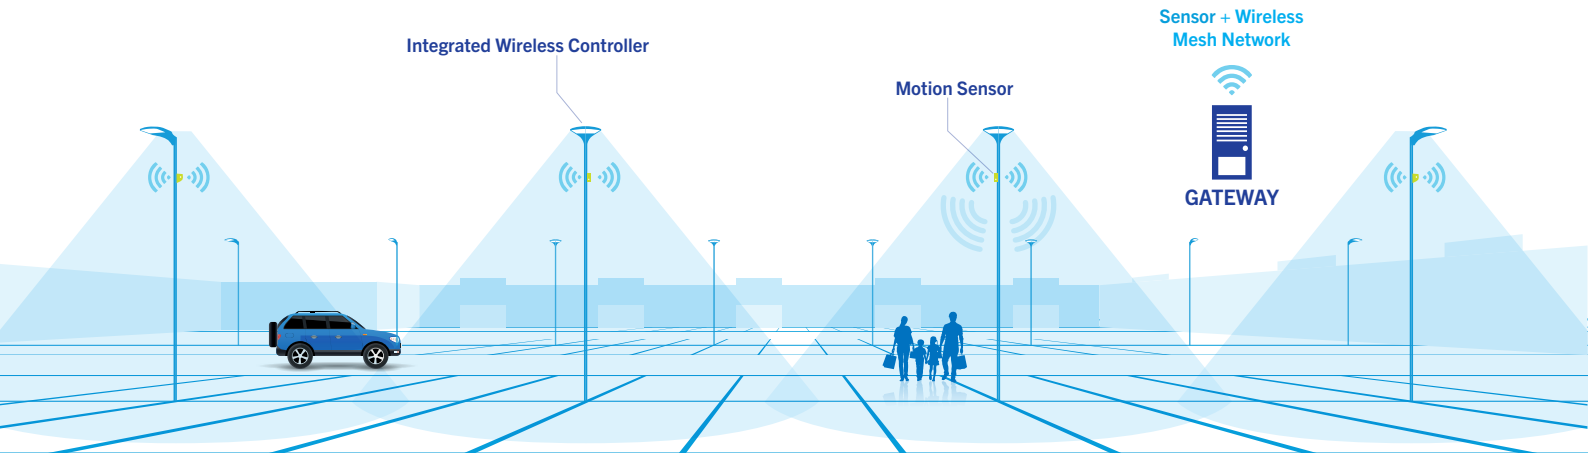 Sensor + Wireless
Mesh Network
Integrated Wireless Controller
Motion Sensor
GATEWAY